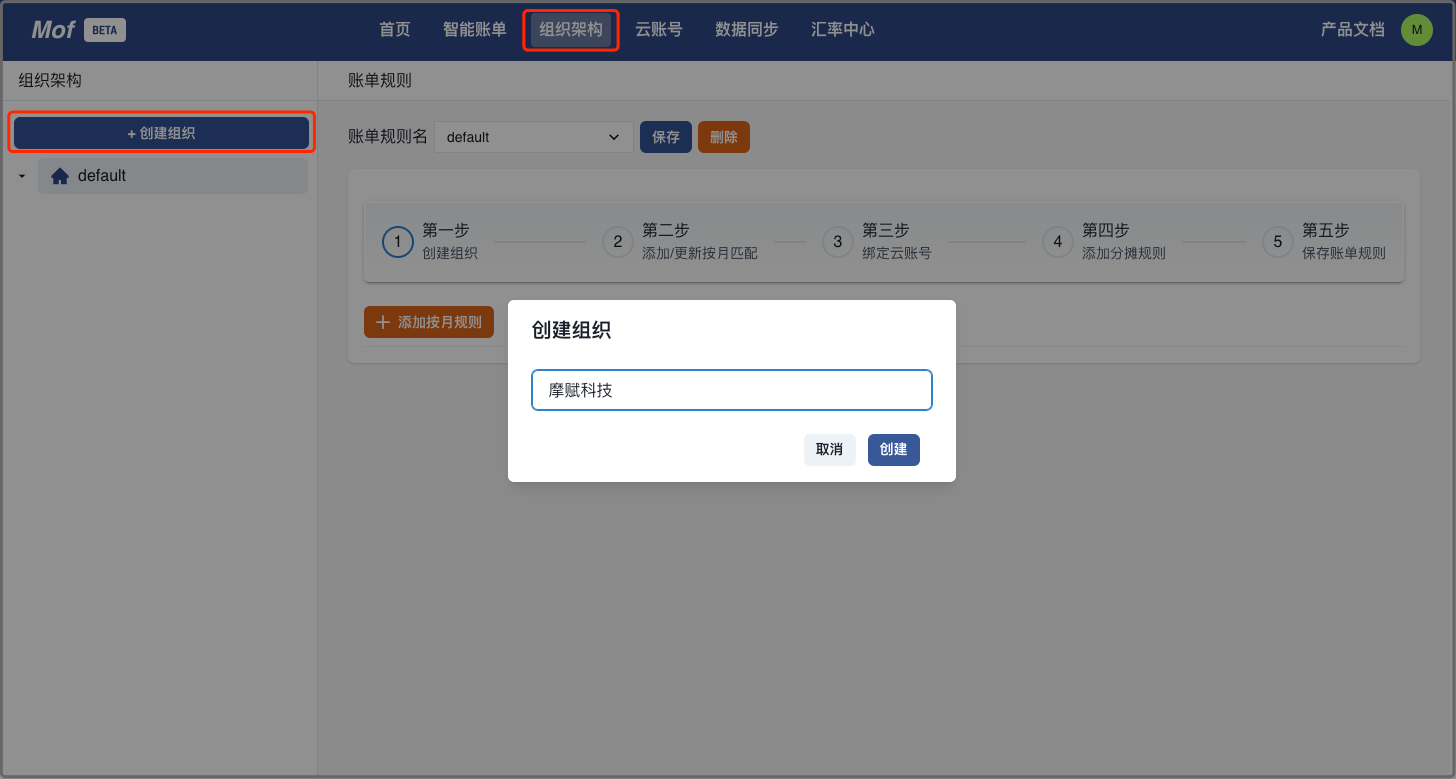 Mof BETA 首页 智能账单 组织架构 云账号 数据同步 汇率中心 产品文档 M
组织架构
+ 创建组织
default
账单规则
账单规则名 default 保存 删除
1 第一步 2 第二步 3 第三步 4 第四步 5 第五步
创建组织 添加/更新按月匹配 绑定云账号 添加分摊规则 保存账单规则
添加按月规则
创建组织
摩赋科技
取消 创建